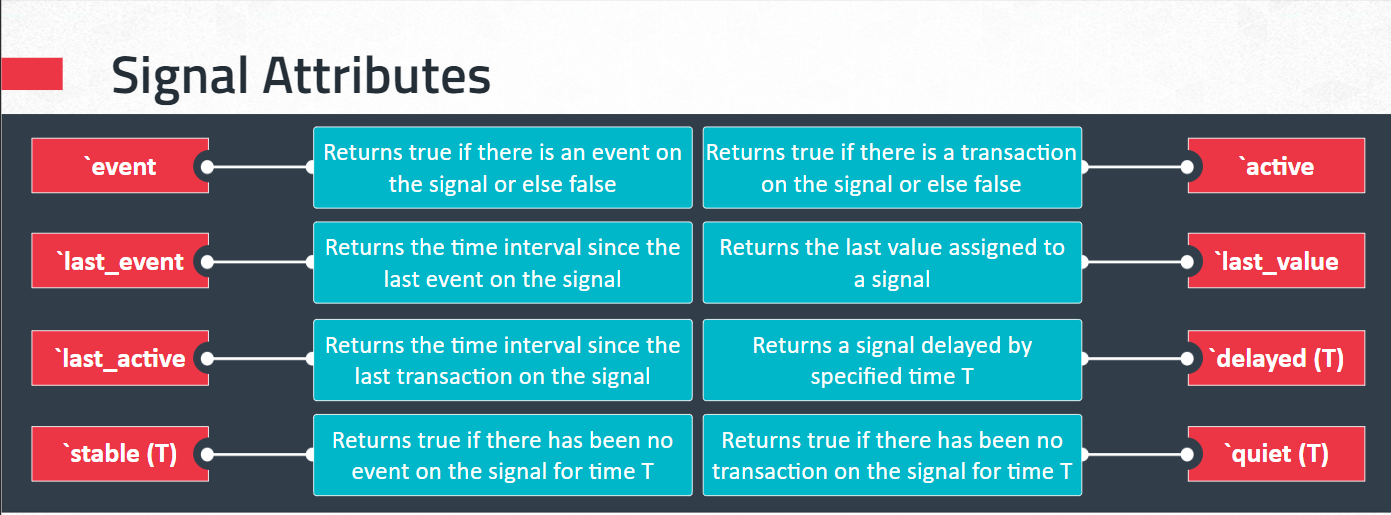 Signal Attributes
`event
Returns true if there is an event on
the signal or else false
Returns true if there is a transaction
on the signal or else false
`active
`last_event
Returns the time interval since the
last event on the signal
Returns the last value assigned to
a signal
`last_value
`last_active
Returns the time interval since the
last transaction on the signal
Returns a signal delayed by
specified time T
`delayed (T)
`stable (T)
Returns true if there has been no
event on the signal for time T
Returns true if there has been no
transaction on the signal for time T
`quiet (T)